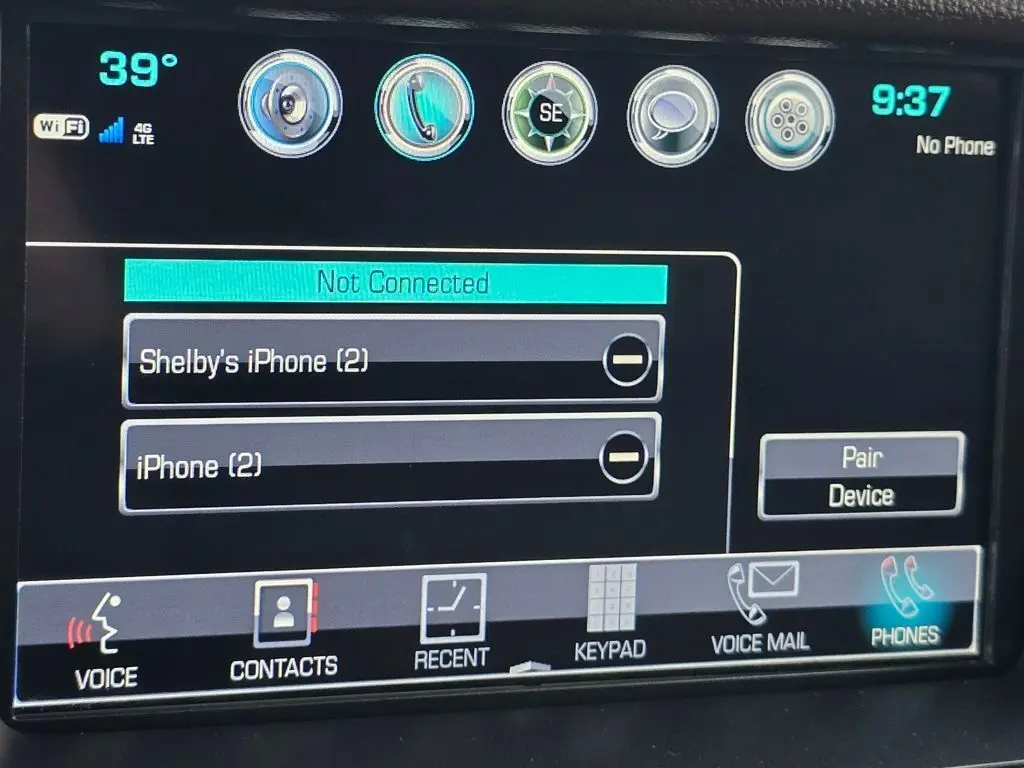 39°
WiFi
4G
LTE
SE
9:37
No Phone
Not Connected
Shelby's iPhone (2)
iPhone (2)
Pair
Device
VOICE
CONTACTS
RECENT
KEYPAD
VOICE MAIL
PHONES